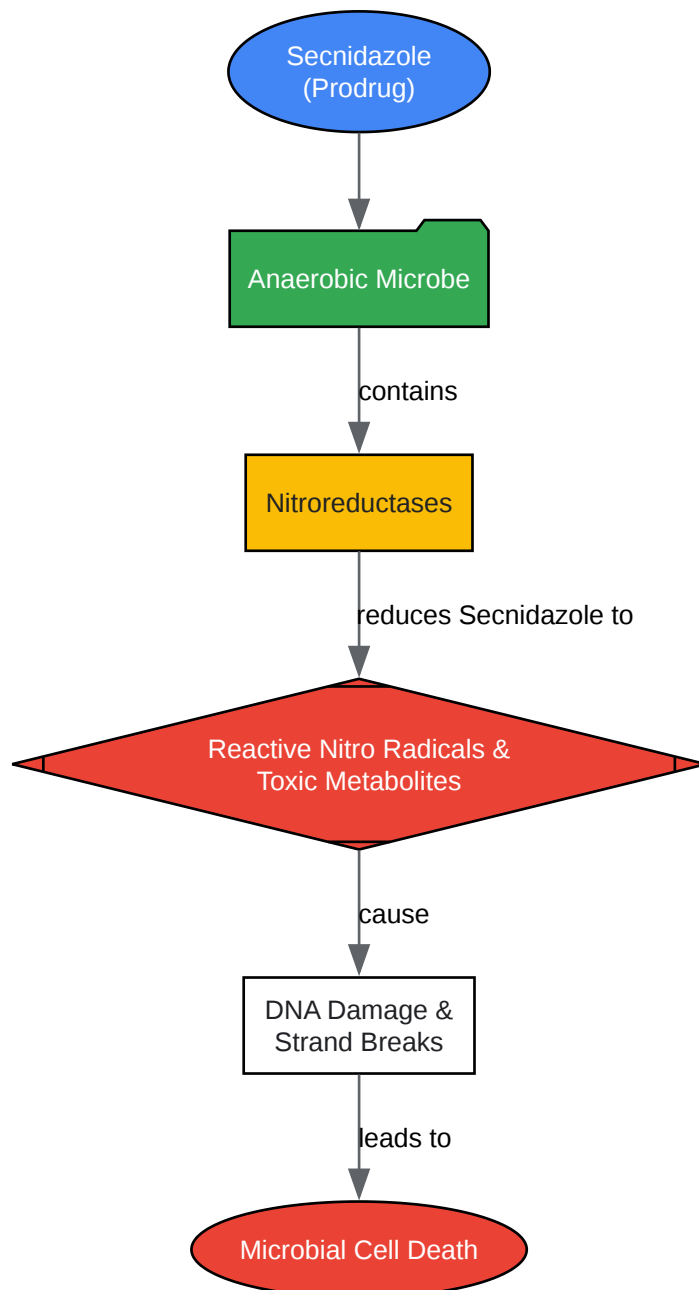 Secnidazole
(Prodrug)
Anaerobic Microbe
contains
Nitroreductases
reduces Secnidazole to
Reactive Nitro Radicals &
Toxic Metabolites
cause
DNA Damage &
Strand Breaks
leads to
Microbial Cell Death